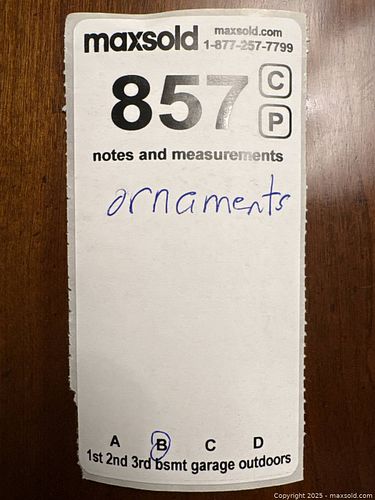 maxsold maxsold.com
1-877-257-7799
857 C
P
notes and measurements
ornaments
A B C D
1st 2nd 3rd bsmt garage outdoors
Copyright 2025 - maxsold.com